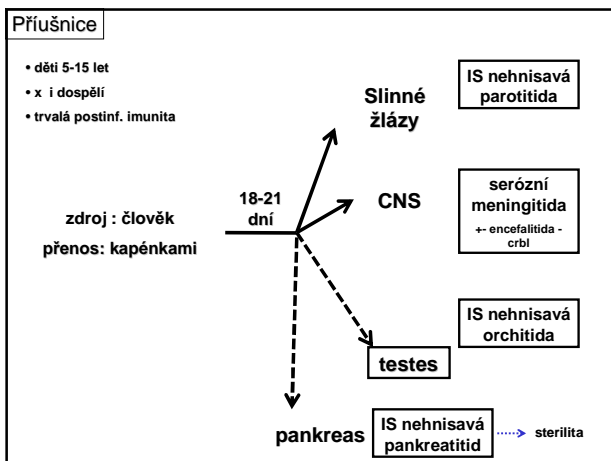 Příušnice
• děti 5-15 let
• x i dospělí
• trvalá postinf. imunita
Slinné
žlázy
IS nehnisavá
parotitida
18-21
dní
CNS
serózní
meningitida
+- encefalitida -
crbl
zdroj : člověk
přenos: kapénkami
IS nehnisavá
orchitida
testes
pankreas
IS nehnisavá
pankreatitid
sterilita